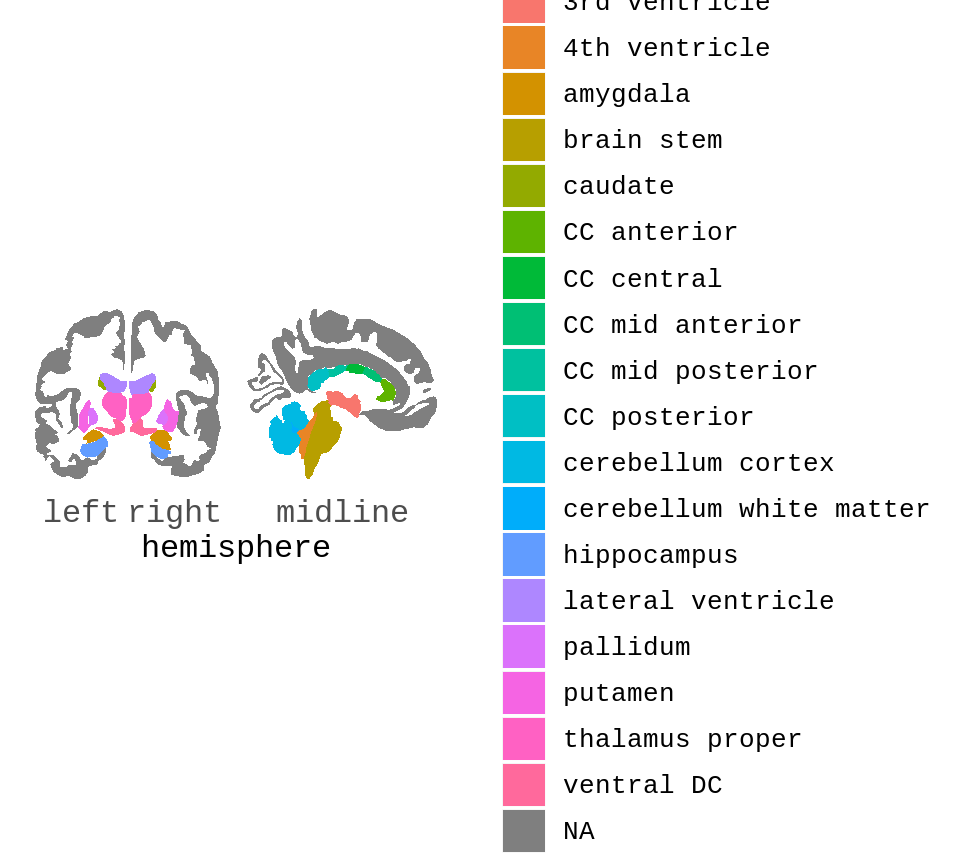 3rd ventricle
4th ventricle
amygdala
brain stem
caudate
CC anterior
CC central
CC mid anterior
CC mid posterior
CC posterior
cerebellum cortex
cerebellum white matter
hippocampus
lateral ventricle
pallidum
putamen
thalamus proper
ventral DC
NA
left right midline
hemisphere